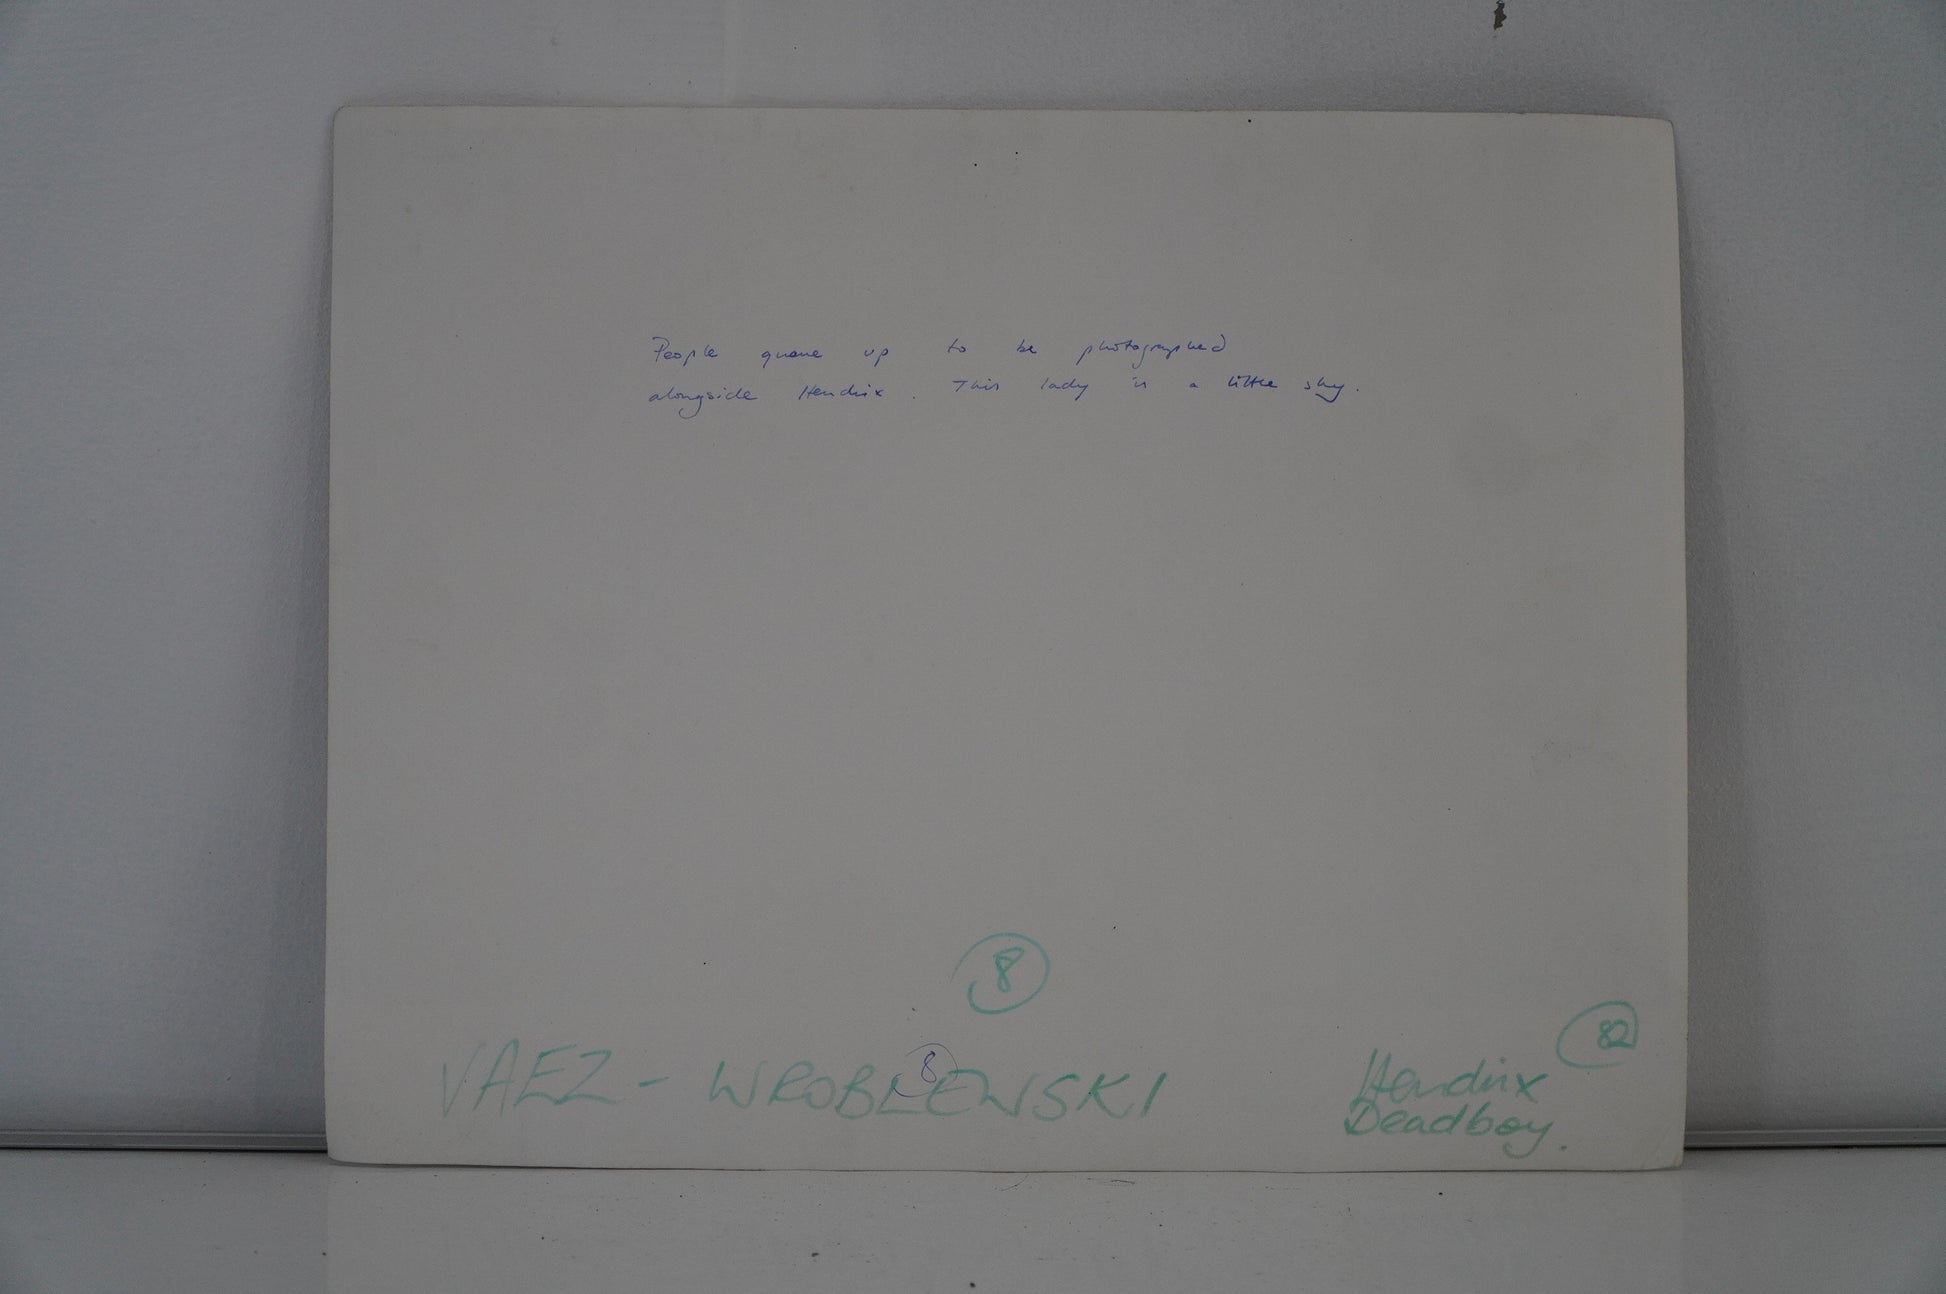 People queue up to be photographed
alongside Hendrix. This lady is a little shy.
8
82
8
VAEZ - WROBLEWSKI
Hendrix
Deadboy.